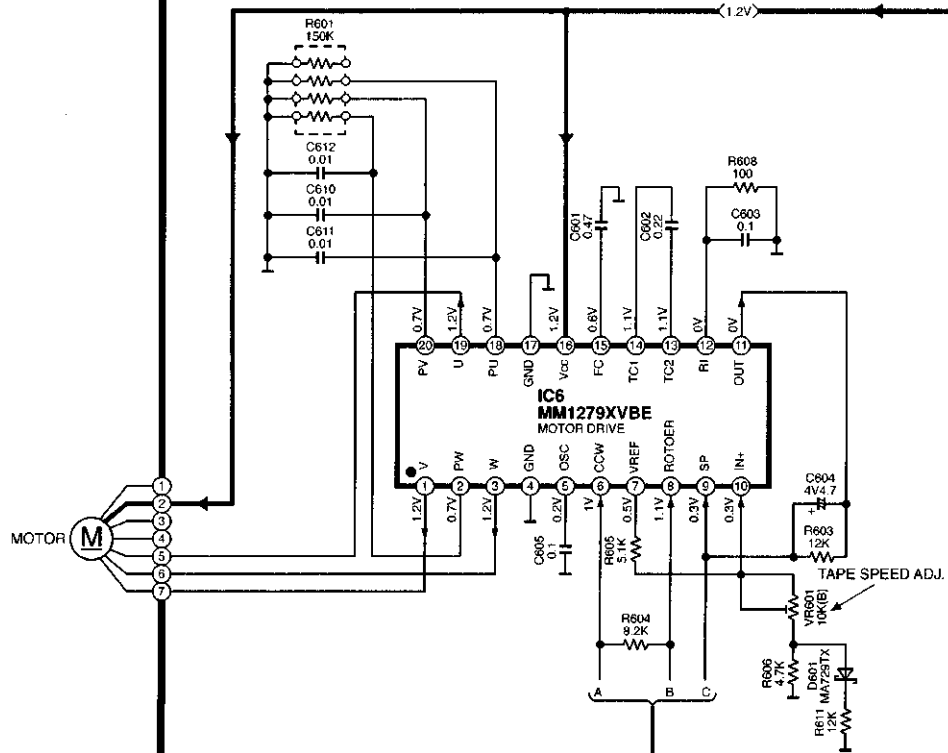 (1.2V)
R601
150K
C612
0.01
C610
0.01
C611
0.01
R608
100
C603
0.1
C601
0.47
C602
0.22
0.7V
1.2V
0.7V
1.2V
0.6V
1.1V
1.1V
0V
0V
20 19 18 17 16 15 14 13 12 11
PV
U
PU
GND
Vcc
FC
TC1
TC2
RI
OUT
IC6
MM1279XVBE
MOTOR DRIVE
V
PW
W
GND
OSC
CCW
VREF
ROTOER
SP
IN+
1 2 3 4 5 6 7 8 9 10
1.2V
0.7V
1.2V
0.2V
1V
0.5V
1.1V
0.3V
0.3V
C604
4V4.7
+
R603
12K
C605
0.1
R605
5.1K
TAPE SPEED ADJ.
VR601
10K(B)
R604
8.2K
R606
4.7K
D601
MA729TX
R611
12K
A B C
MOTOR
M
1
2
3
4
5
6
7